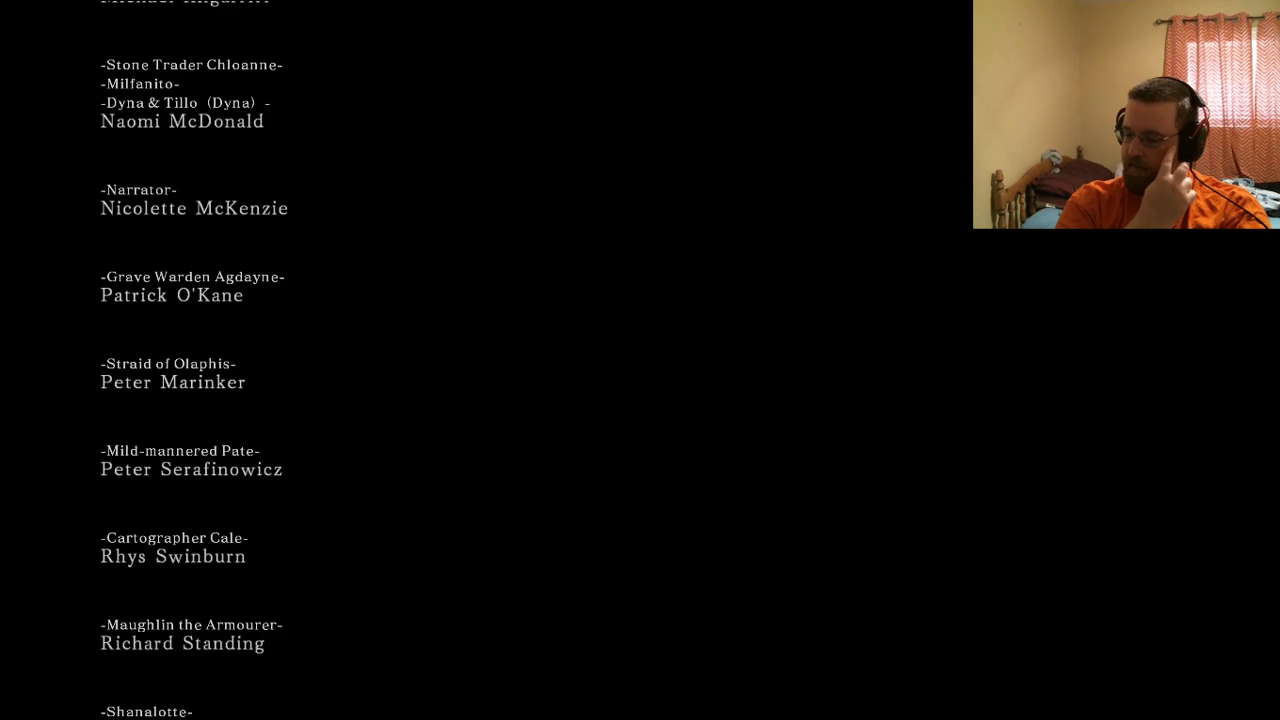 -Stone Trader Chloanne-
-Milfanito-
-Dyna & Tillo (Dyna) -
Naomi McDonald
-Narrator-
Nicolette McKenzie
-Grave Warden Agdayne-
Patrick O'Kane
-Straid of Olaphis-
Peter Marinker
-Mild-mannered Pate-
Peter Serafinowicz
-Cartographer Cale-
Rhys Swinburn
-Maughlin the Armourer-
Richard Standing
-Shanalotte-